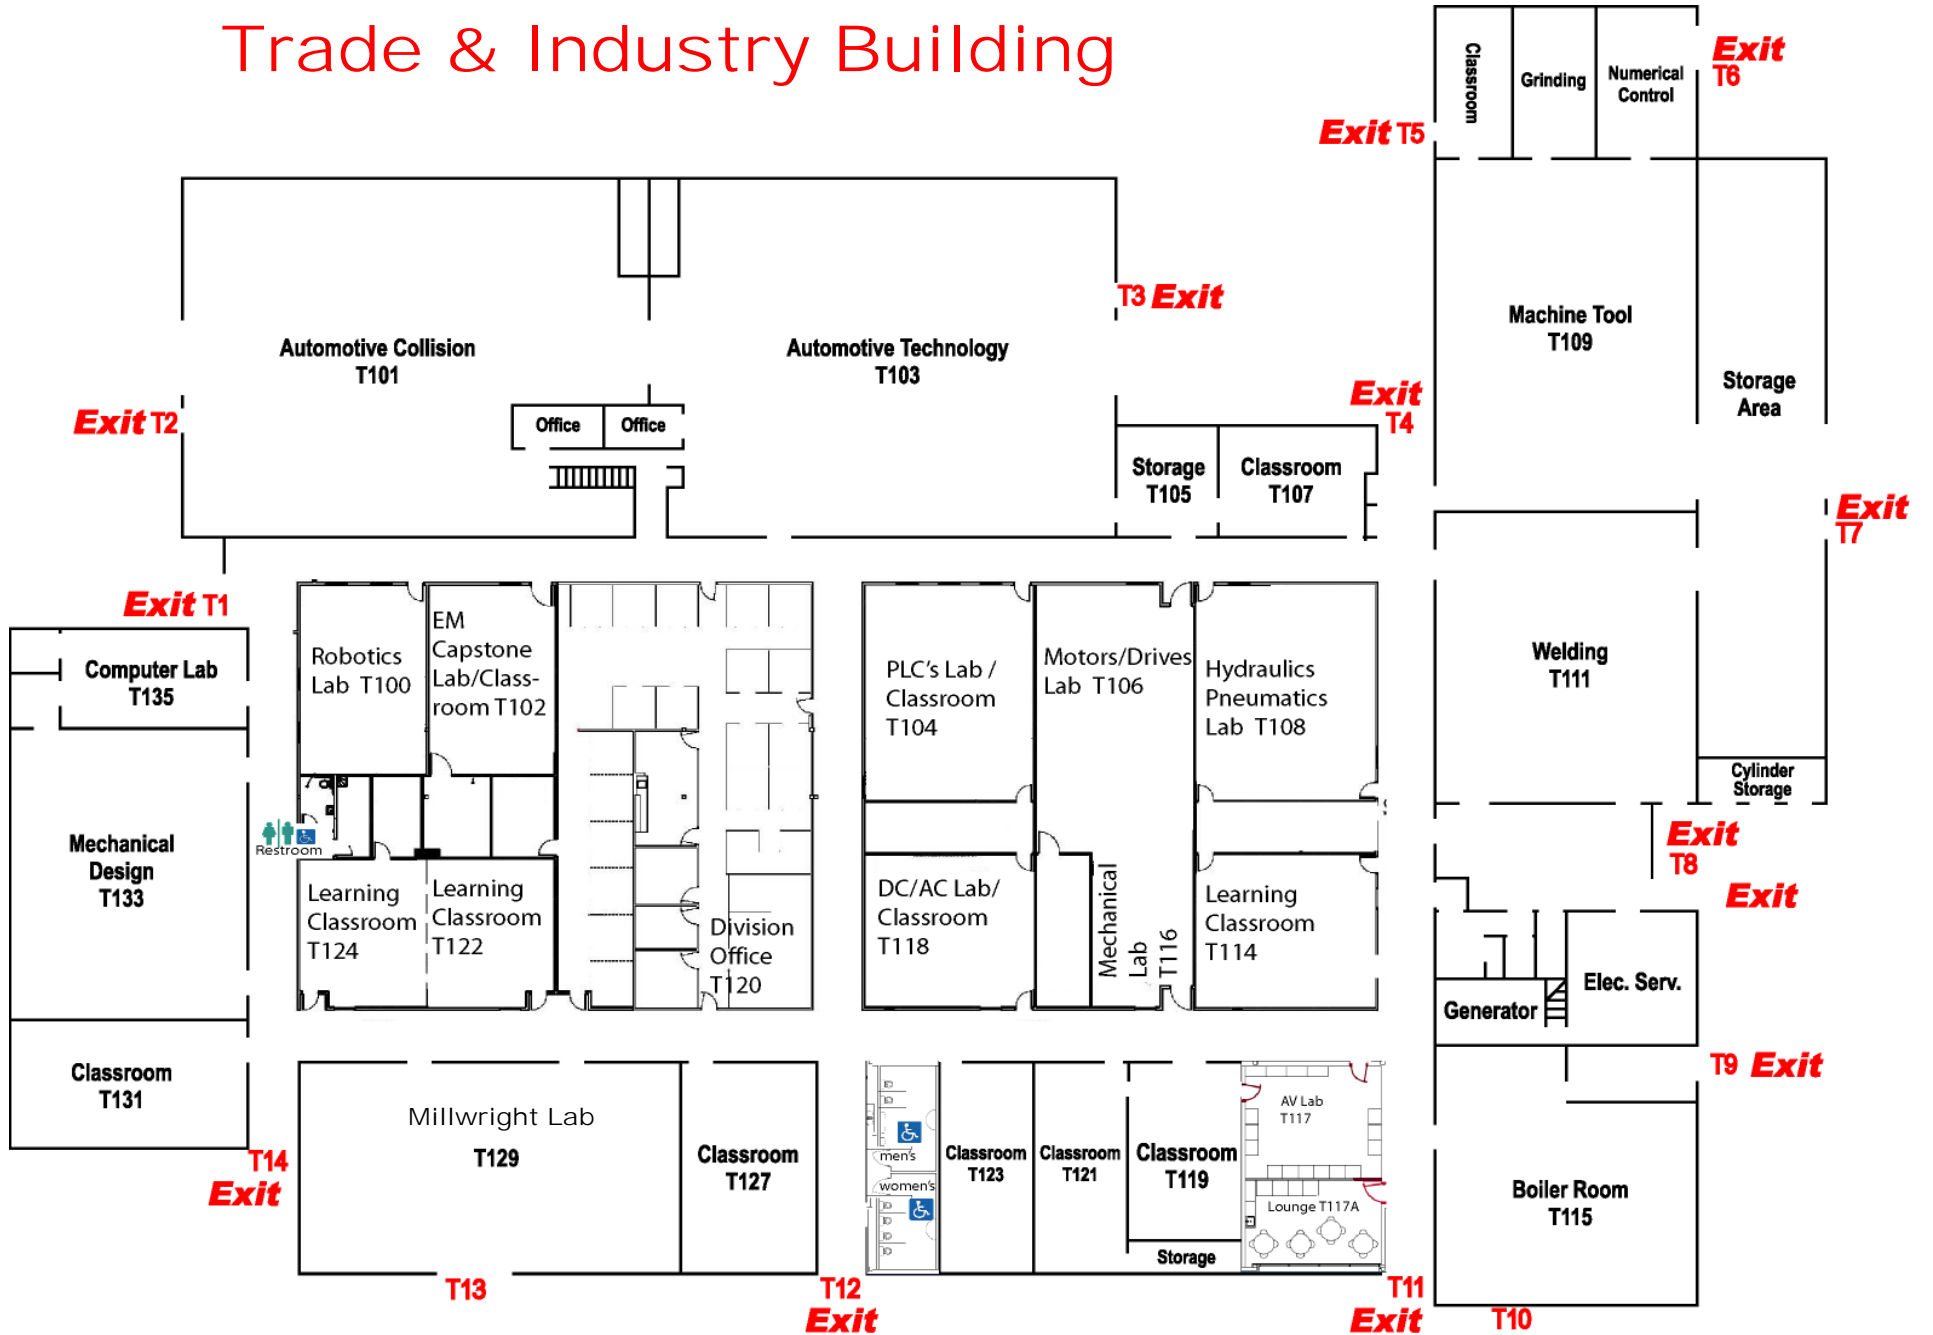 Trade & Industry Building
Classroom
Grinding
Numerical
Control
Exit
T6
Exit T5
T3 Exit
Machine Tool
T109
Automotive Collision
T101
Automotive Technology
T103
Storage
Area
Exit
T4
Exit T2
Office
Office
Storage
T105
Classroom
T107
Exit
T7
Exit T1
EM
Capstone
Lab/Class-
room T102
Robotics
Lab T100
PLC's Lab /
Classroom
T104
Motors/Drives
Lab T106
Hydraulics
Pneumatics
Lab T108
Welding
T111
Computer Lab
T135
Cylinder
Storage
Mechanical
Design
T133
Restroom
Exit
T8
Exit
Learning
Classroom
T124
Learning
Classroom
T122
Division
Office
T120
DC/AC Lab/
Classroom
T118
Mechanical
Lab
T116
Learning
Classroom
T114
Elec. Serv.
Generator
T9 Exit
Classroom
T131
Millwright Lab
T129
Classroom
T127
men's
women's
Classroom
T123
Classroom
T121
Classroom
T119
AV Lab
T117
Lounge T117A
Storage
Boiler Room
T115
T14
Exit
T13
T12
Exit
T11
Exit
T10